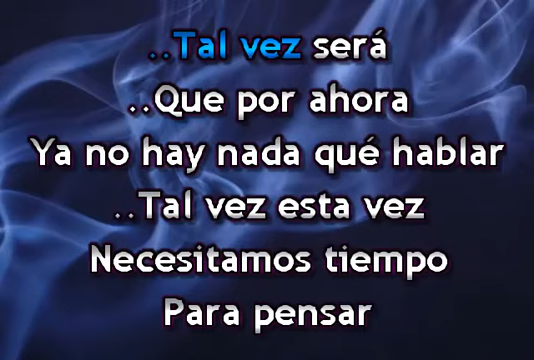 ..Tal vez será
..Que por ahora
Ya no hay nada qué hablar
..Tal vez esta vez
Necesitamos tiempo
Para pensar